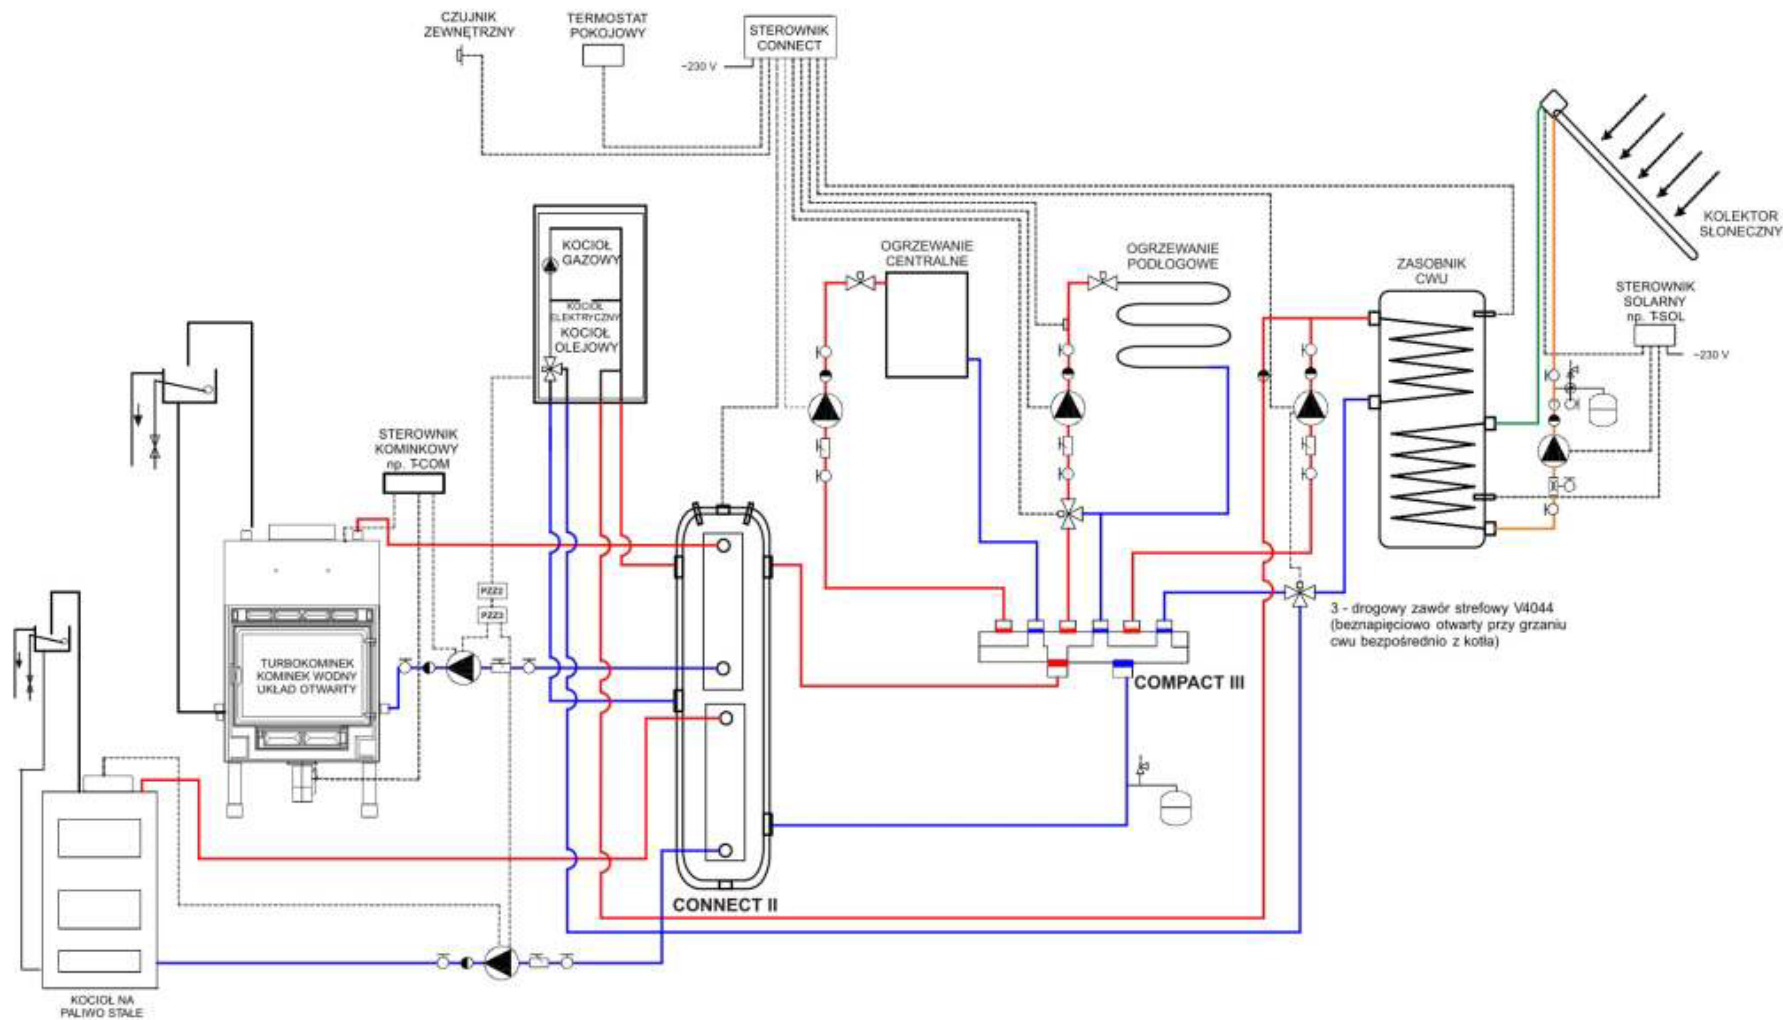 CZUJNIK
ZEWNĘTRZNY
TERMOSTAT
POKOJOWY
STEROWNIK
CONNECT
~230 V
KOLEKTOR
SŁONECZNY
KOCIOŁ
GAZOWY
KOCIOŁ
ELEKTRYCZNY
KOCIOŁ
OLEJOWY
OGRZEWANIE
CENTRALNE
OGRZEWANIE
PODŁOGOWE
ZASOBNIK
CWU
STEROWNIK
SOLARNY
np. T-SOL
~230 V
STEROWNIK
KOMINKOWY
np. T-COM
PZZ2
PZZ3
TURBOKOMINEK
KOMINEK WODNY
UKŁAD OTWARTY
3 - drogowy zawór strefowy V4044
(beznapięciowo otwarty przy grzaniu
cwu bezpośrednio z kotła)
COMPACT III
CONNECT II
KOCIOŁ NA
PALIWO STAŁE